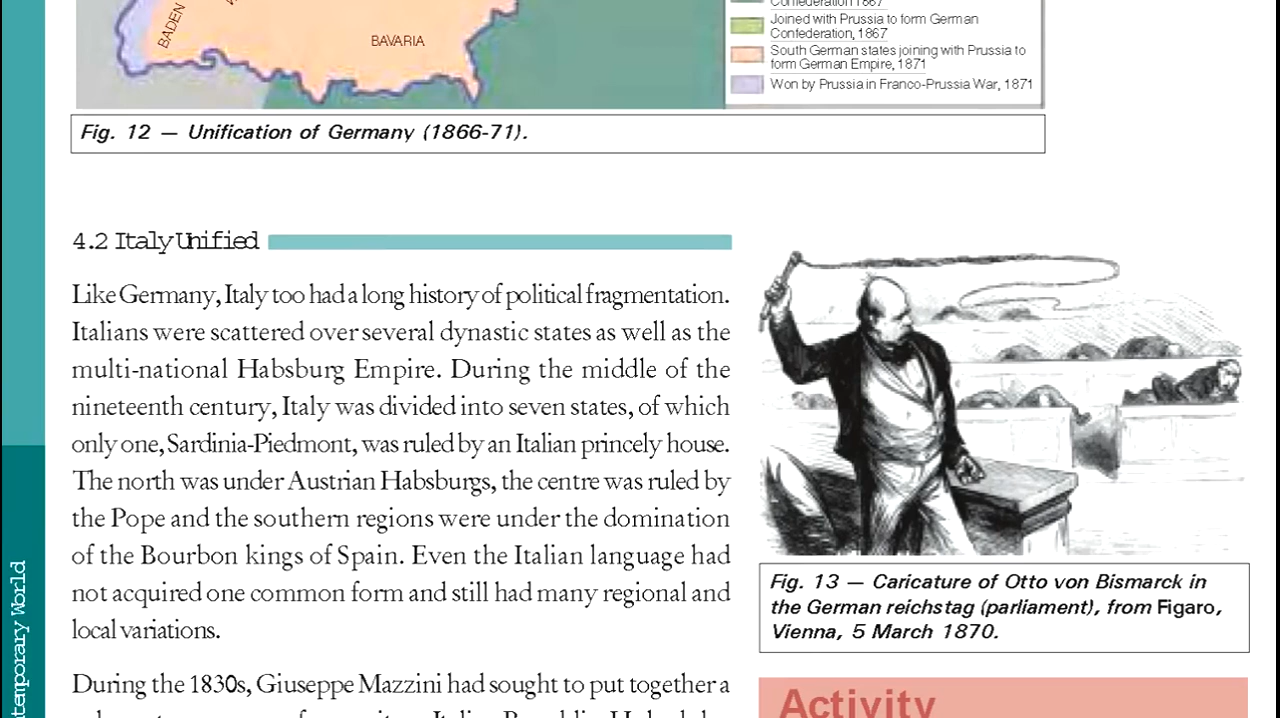 BADEN
BAVARIA
Confederation 1867
Joined with Prussia to form German
Confederation, 1867
South German states joining with Prussia to
form German Empire, 1871
Won by Prussia in Franco-Prussia War, 1871
Fig. 12 — Unification of Germany (1866-71).
4.2 Italy Unified
Like Germany, Italy too had a long history of political fragmentation.
Italians were scattered over several dynastic states as well as the
multi-national Habsburg Empire. During the middle of the
nineteenth century, Italy was divided into seven states, of which
only one, Sardinia-Piedmont, was ruled by an Italian princely house.
The north was under Austrian Habsburgs, the centre was ruled by
the Pope and the southern regions were under the domination
of the Bourbon kings of Spain. Even the Italian language had
not acquired one common form and still had many regional and
local variations.
During the 1830s, Giuseppe Mazzini had sought to put together a
Fig. 13 — Caricature of Otto von Bismarck in
the German reichstag (parliament), from Figaro,
Vienna, 5 March 1870.
Activity
World